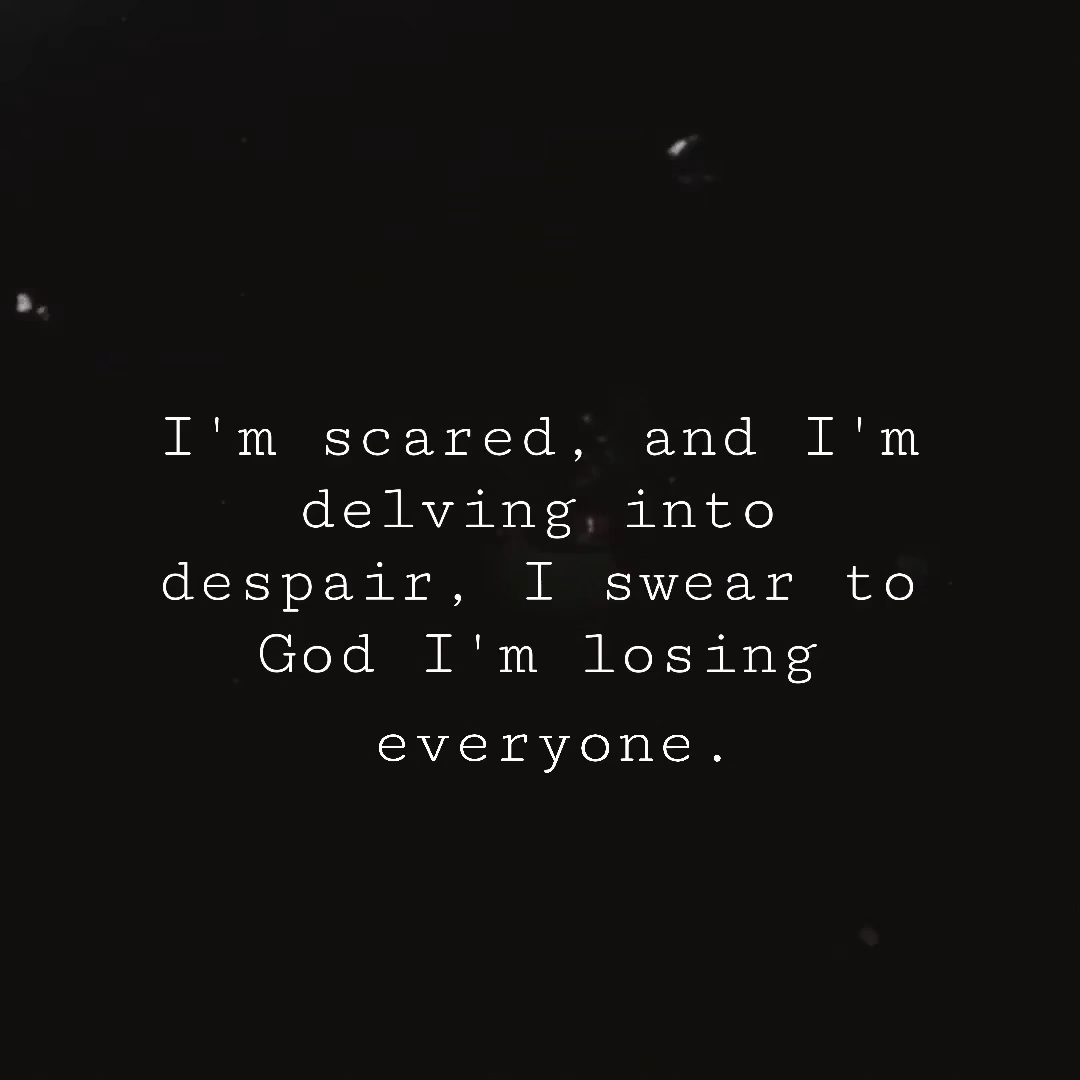 I'm scared, and I'm
delving into
despair, I swear to
God I'm losing
everyone.